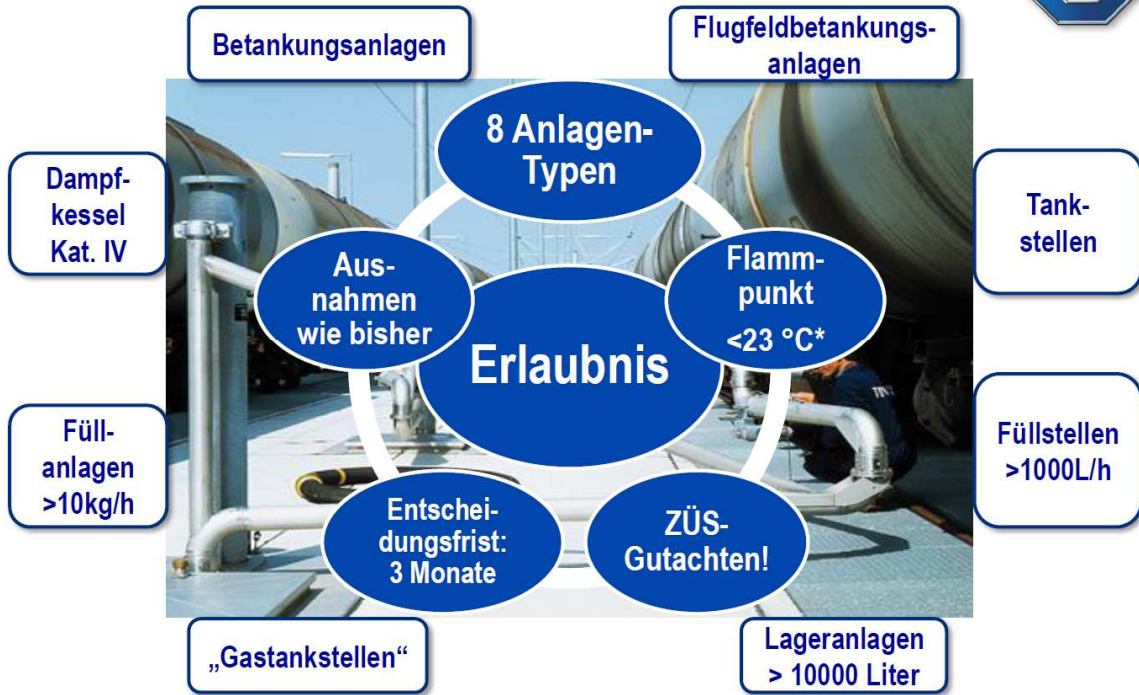 Betankungsanlagen
Flugfeldbetankungs-
anlagen
8 Anlagen-
Typen
Dampf-
kessel
Kat. IV
Tank-
stellen
Aus-
nahmen
wie bisher
Flamm-
punkt
<23 °C*
Erlaubnis
Füll-
anlagen
>10kg/h
Füllstellen
>1000L/h
Entschei-
dungsfrist:
3 Monate
ZÜS-
Gutachten!
„Gastankstellen“
Lageranlagen
> 10000 Liter